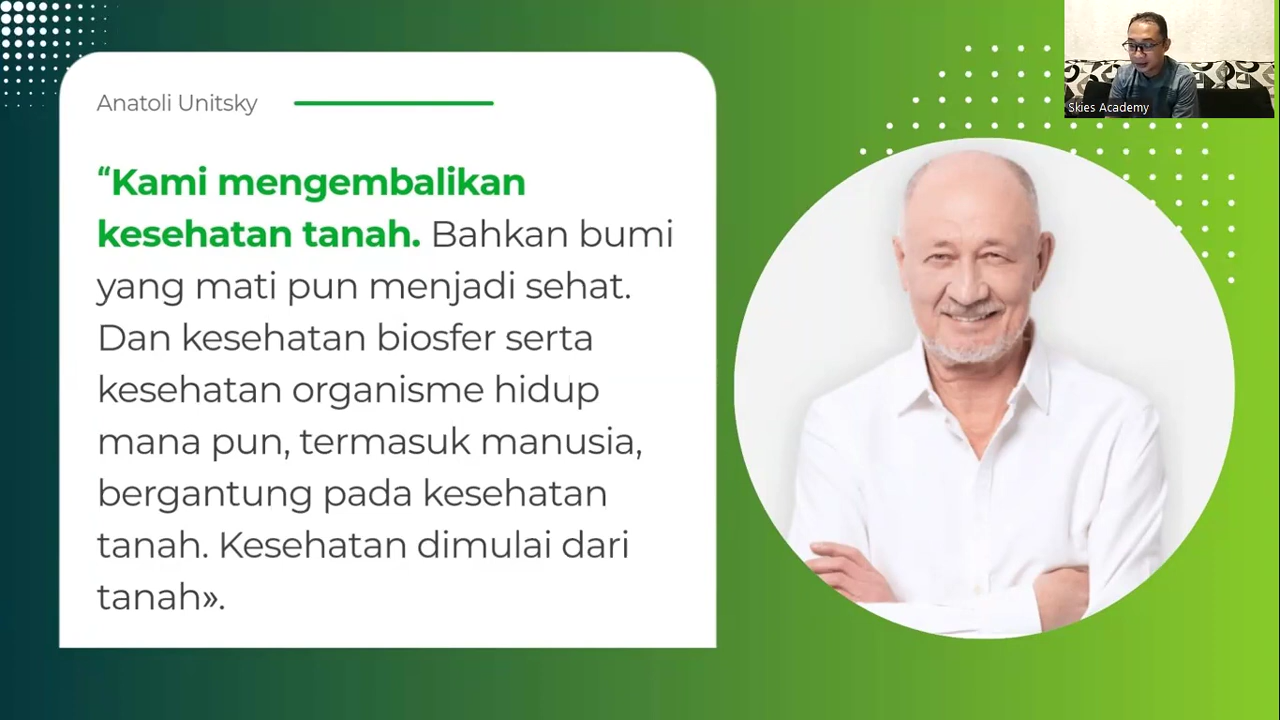 Anatoli Unitsky
“Kami mengembalikan
kesehatan tanah. Bahkan bumi
yang mati pun menjadi sehat.
Dan kesehatan biosfer serta
kesehatan organisme hidup
mana pun, termasuk manusia,
bergantung pada kesehatan
tanah. Kesehatan dimulai dari
tanah».
Skies Academy